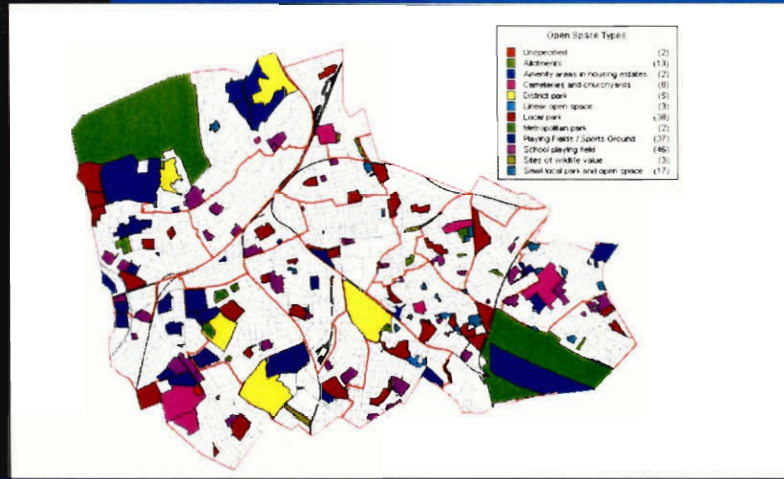 Open Space Types
Unspecified (2)
Allotments (13)
Amenity areas in housing estates (2)
Cemeteries and churchyards (8)
District park (5)
Linear open space (3)
Local park (38)
Metropolitan park (2)
Playing Fields / Sports Ground (37)
School playing field (46)
Sites of wildlife value (3)
Small local park and open space (17)